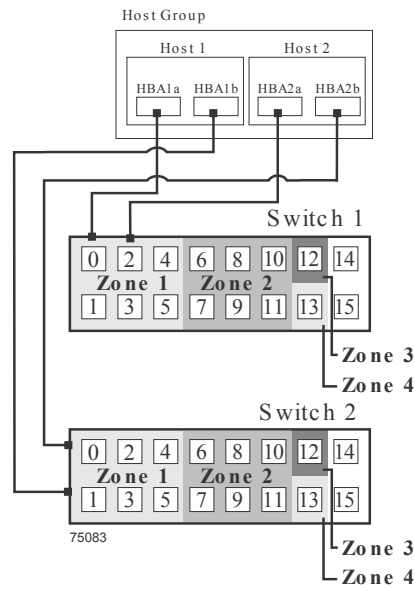 Host Group
Host 1 Host 2
HBA1a HBA1b HBA2a HBA2b
Switch 1
0 2 4 6 8 10 12 14
Zone 1 Zone 2
1 3 5 7 9 11 13 15
Zone 3
Zone 4
Switch 2
0 2 4 6 8 10 12 14
Zone 1 Zone 2
1 3 5 7 9 11 13 15
75083
Zone 3
Zone 4